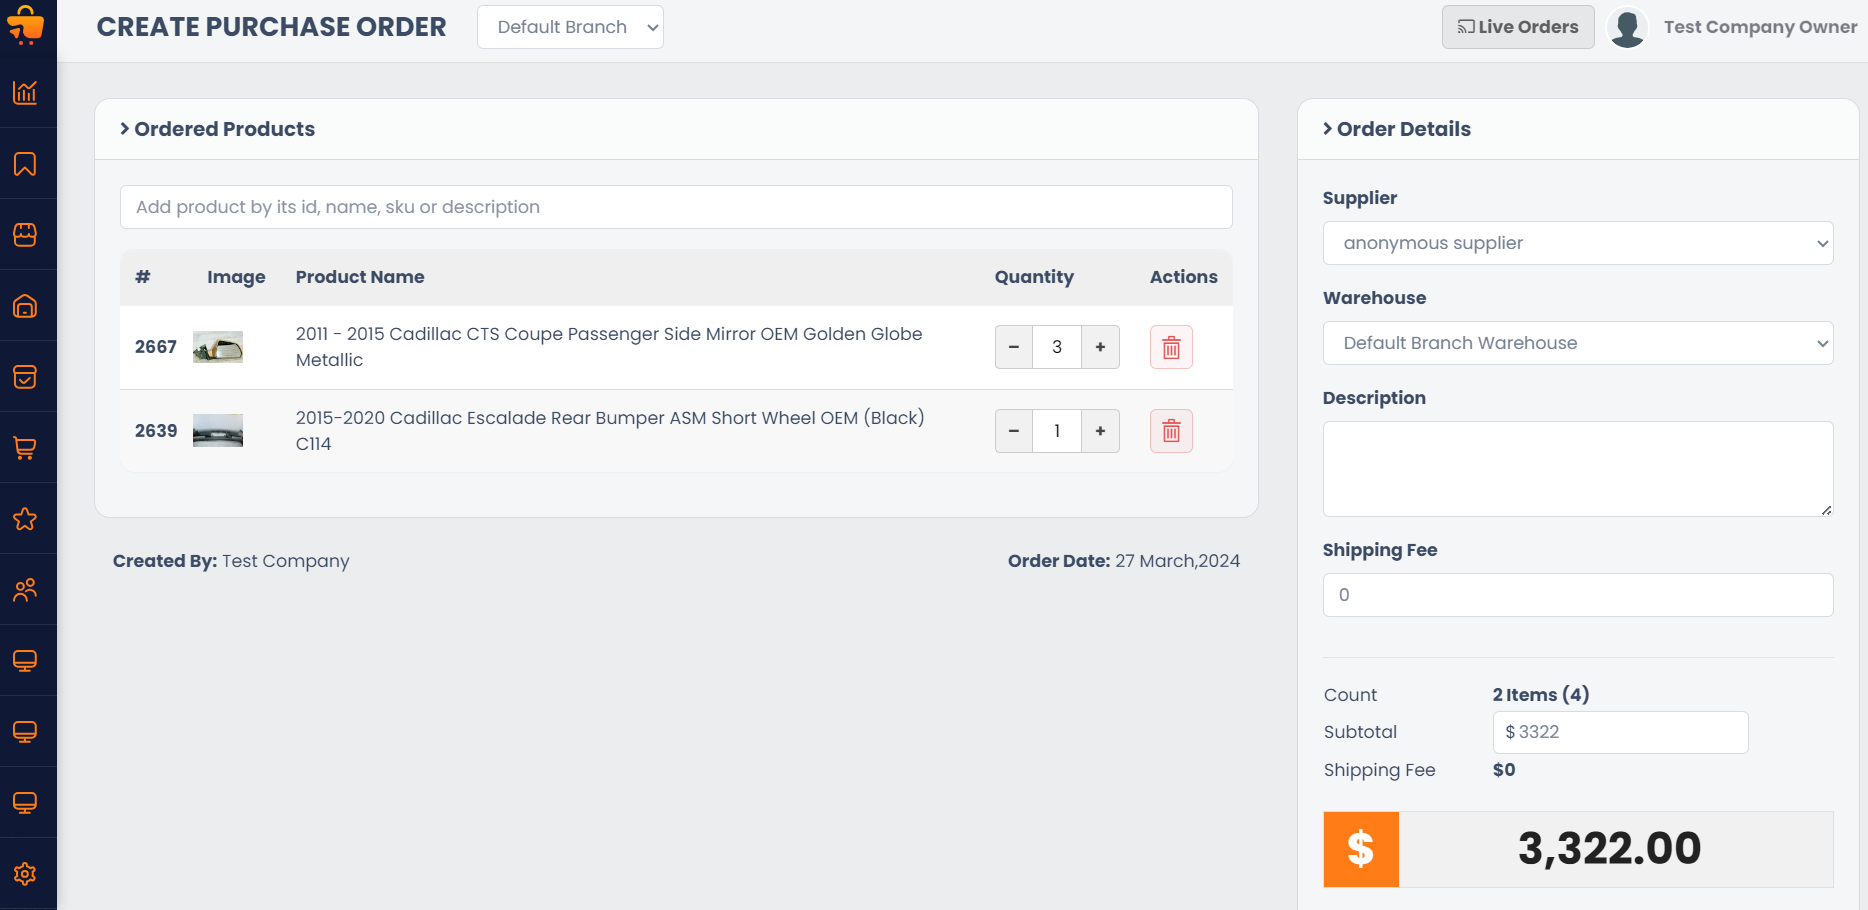 CREATE PURCHASE ORDER
Default Branch
Live Orders
Test Company Owner
Ordered Products
Add product by its id, name, sku or description
# Image Product Name Quantity Actions
2667 2011 - 2015 Cadillac CTS Coupe Passenger Side Mirror OEM Golden Globe
Metallic
− 3 +
2639 2015-2020 Cadillac Escalade Rear Bumper ASM Short Wheel OEM (Black)
C114
− 1 +
Created By: Test Company
Order Date: 27 March,2024
Order Details
Supplier
anonymous supplier
Warehouse
Default Branch Warehouse
Description
Shipping Fee
0
Count 2 Items (4)
Subtotal $ 3322
Shipping Fee $0
$ 3,322.00